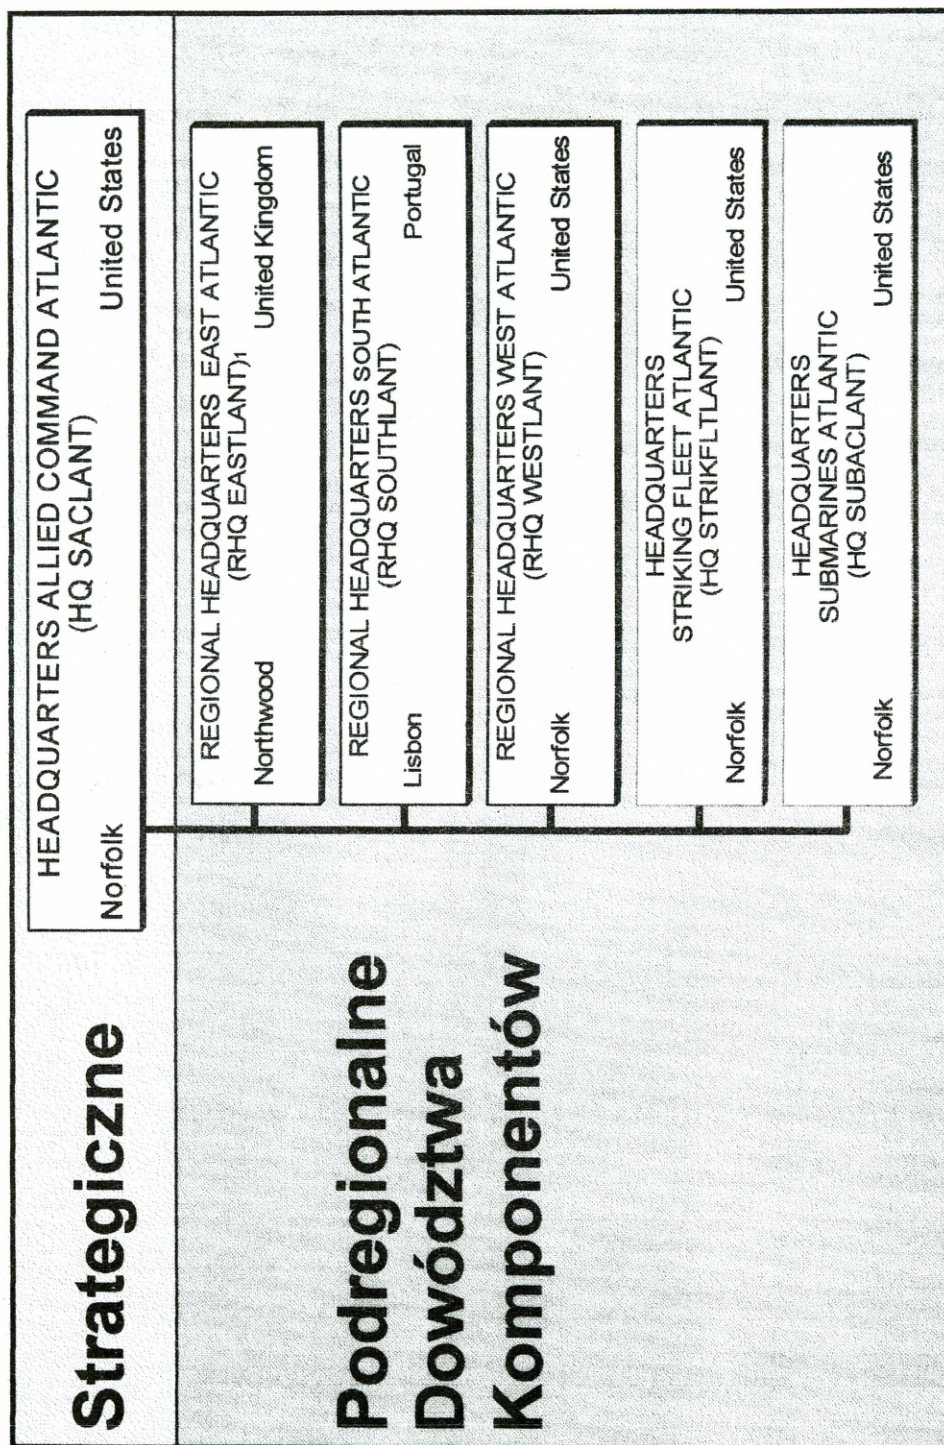 Strategiczne
HEADQUARTERS ALLIED COMMAND ATLANTIC
(HQ SACLANT)
Norfolk United States
Podregionalne
Dowództwa
Komponentów
REGIONAL HEADQUARTERS EAST ATLANTIC
(RHQ EASTLANT)1
Northwood United Kingdom
REGIONAL HEADQUARTERS SOUTH ATLANTIC
(RHQ SOUTHLANT)
Lisbon Portugal
REGIONAL HEADQUARTERS WEST ATLANTIC
(RHQ WESTLANT)
Norfolk United States
HEADQUARTERS
STRIKING FLEET ATLANTIC
(HQ STRIKFLTLANT)
Norfolk United States
HEADQUARTERS
SUBMARINES ATLANTIC
(HQ SUBACLANT)
Norfolk United States